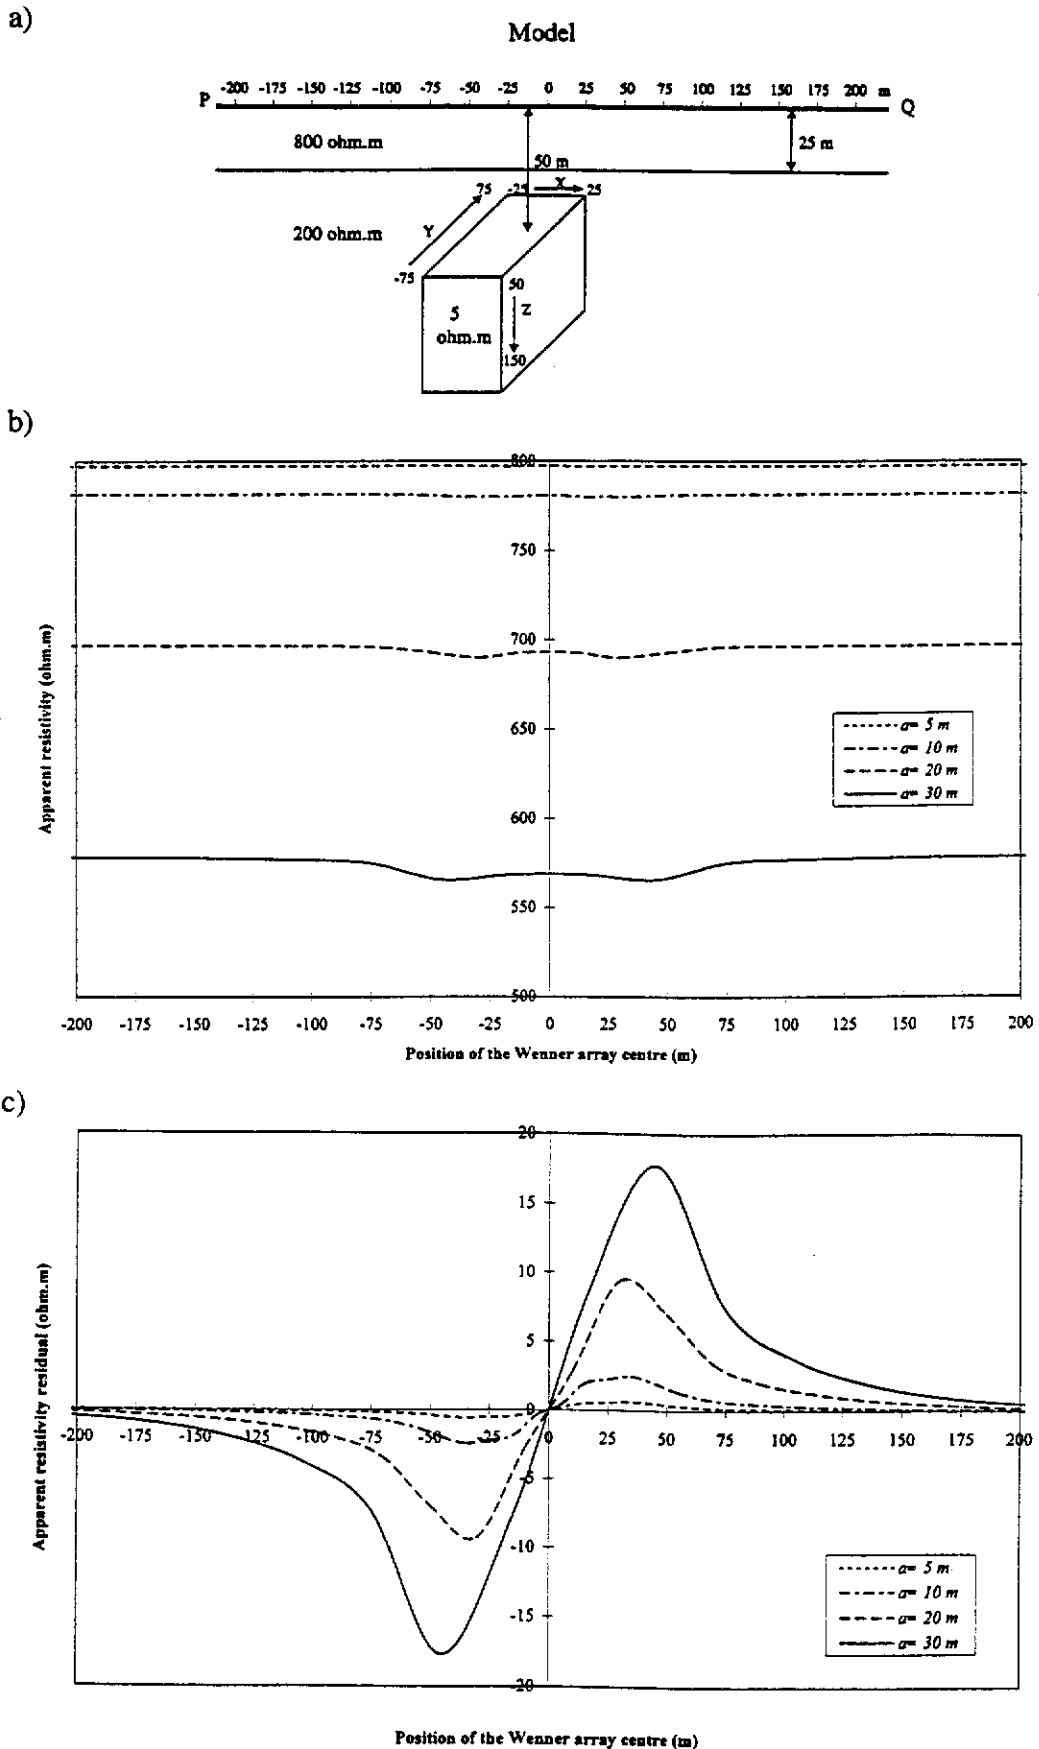 a)
Model
-200 -175 -150 -125 -100 -75 -50 -25 0 25 50 75 100 125 150 175 200 m
P
Q
800 ohm.m
25 m
50 m
75 -25 X 25
200 ohm.m
Y
-75
50
Z
5
ohm.m
150
b)
800
750
700
650
600
550
500
Apparent resistivity (ohm.m)
a= 5 m
a= 10 m
a= 20 m
a= 30 m
-200 -175 -150 -125 -100 -75 -50 -25 0 25 50 75 100 125 150 175 200
Position of the Wenner array centre (m)
c)
20
15
10
5
0
-200 -175 -150 -125 -100 -75 -50 -25 0 25 50 75 100 125 150 175 200
-5
-10
-15
-20
Apparent resistivity residual (ohm.m)
a= 5 m
a= 10 m
a= 20 m
a= 30 m
Position of the Wenner array centre (m)